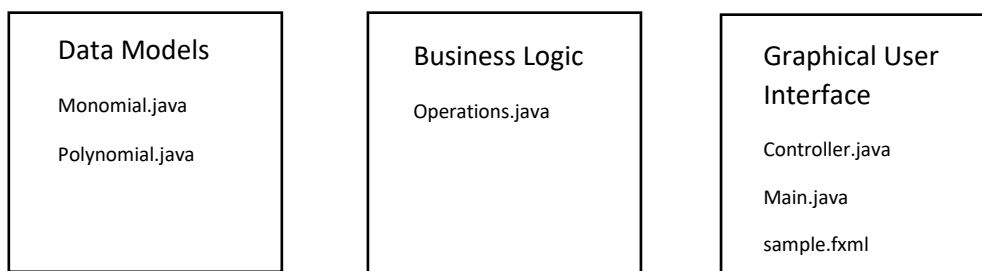 Data Models
Monomial.java
Polynomial.java
Business Logic
Operations.java
Graphical User
Interface
Controller.java
Main.java
sample.fxml